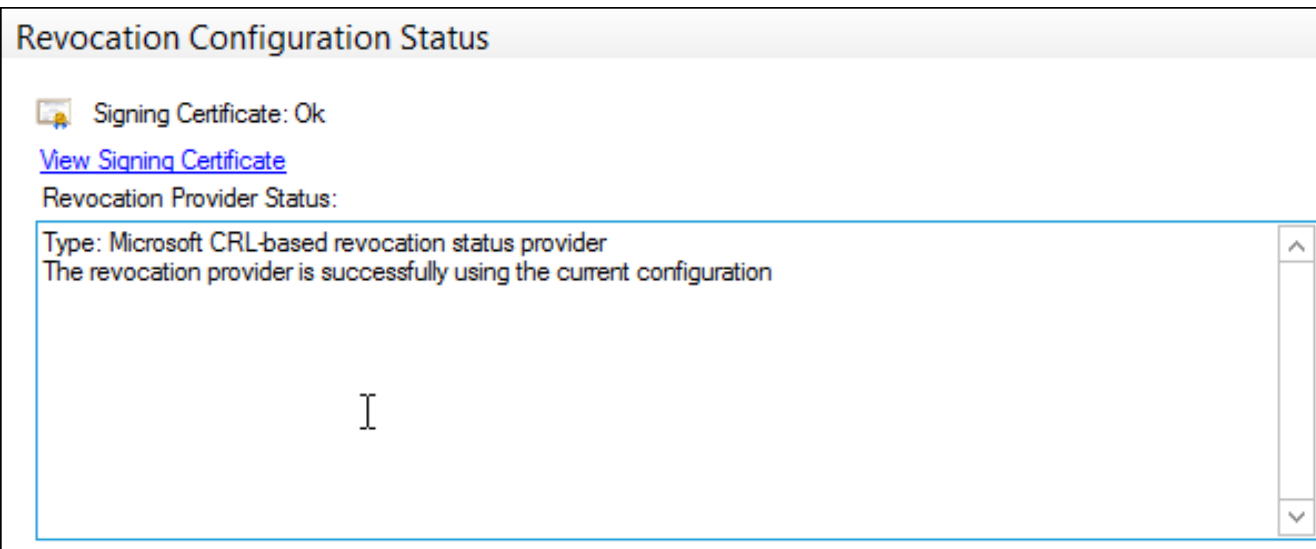 Revocation Configuration Status
Signing Certificate: Ok
View Signing Certificate
Revocation Provider Status:
Type: Microsoft CRL-based revocation status provider
The revocation provider is successfully using the current configuration